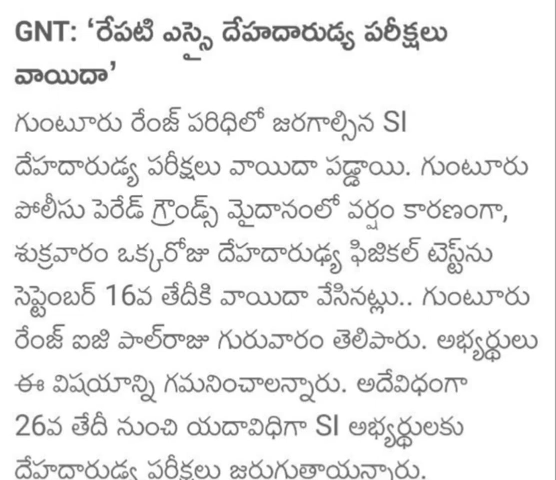 GNT: ‘రేపటి ఎస్సై దేహదారుడ్య పరీక్షలు
వాయిదా’
గుంటూరు రేంజ్ పరిధిలో జరగాల్సిన SI
దేహదారుడ్య పరీక్షలు వాయిదా పడ్డాయి. గుంటూరు
పోలీసు పెరేడ్ గ్రౌండ్స్ మైదానంలో వర్షం కారణంగా,
శుక్రవారం ఒక్కరోజు దేహదారుఢ్య ఫిజికల్ టెస్ట్‌ను
సెప్టెంబర్ 16వ తేదీకి వాయిదా వేసినట్లు.. గుంటూరు
రేంజ్ ఐజి పాల్‌రాజు గురువారం తెలిపారు. అభ్యర్థులు
ఈ విషయాన్ని గమనించాలన్నారు. అదేవిధంగా
26వ తేదీ నుంచి యదావిధిగా SI అభ్యర్థులకు
దేహదారుడ్య పరీక్షలు జరుగుతాయన్నారు.